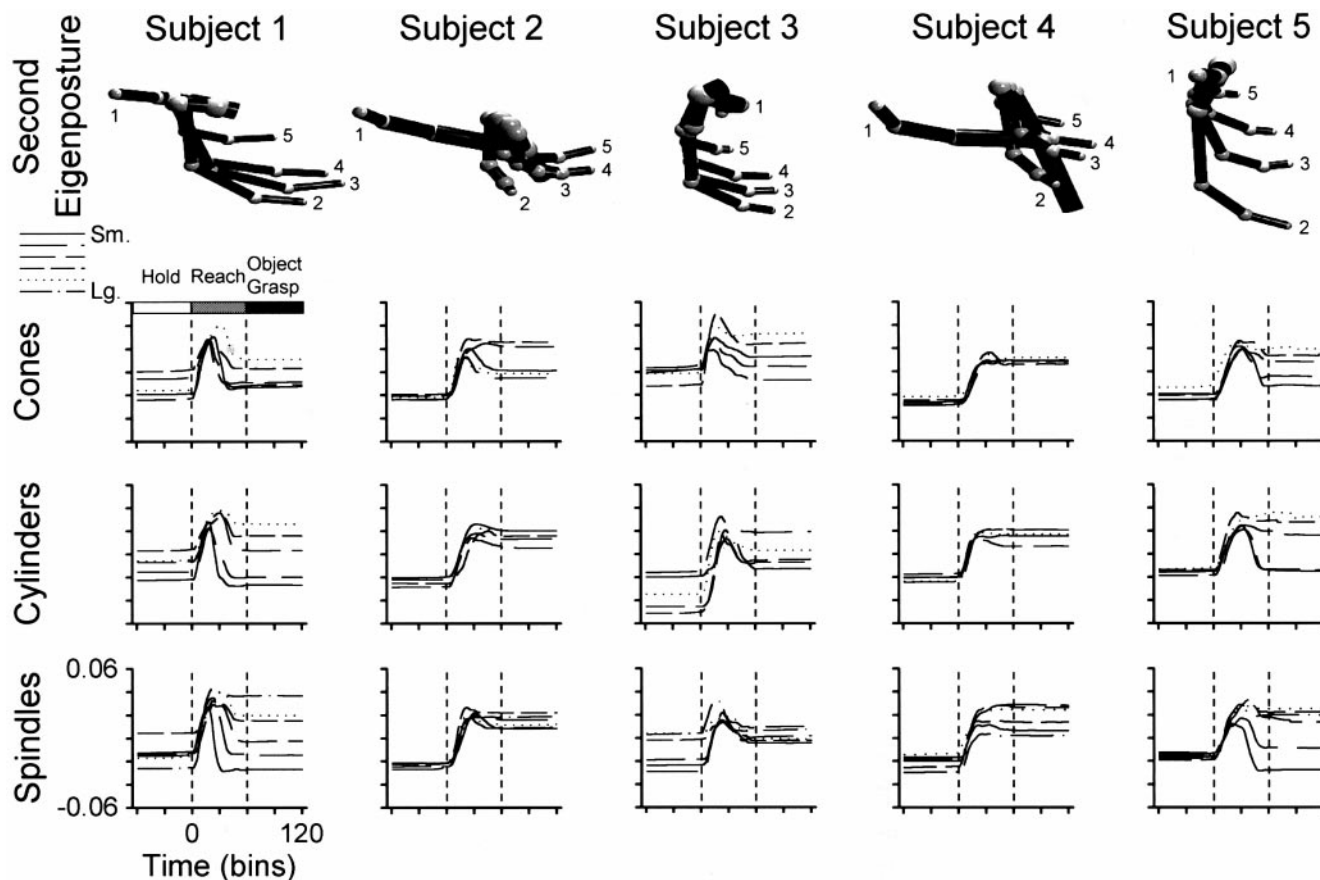 Subject 1 Subject 2 Subject 3 Subject 4 Subject 5
Second
Eigenposture
1 5 4 3 2
1 5 4 3 2
1 5 4 3 2
1 5 4 3 2
1 5 4 3 2
Sm.
Lg.
Hold Reach Object
Grasp
Cones
Cylinders
Spindles
0.06
-0.06
0 120
Time (bins)